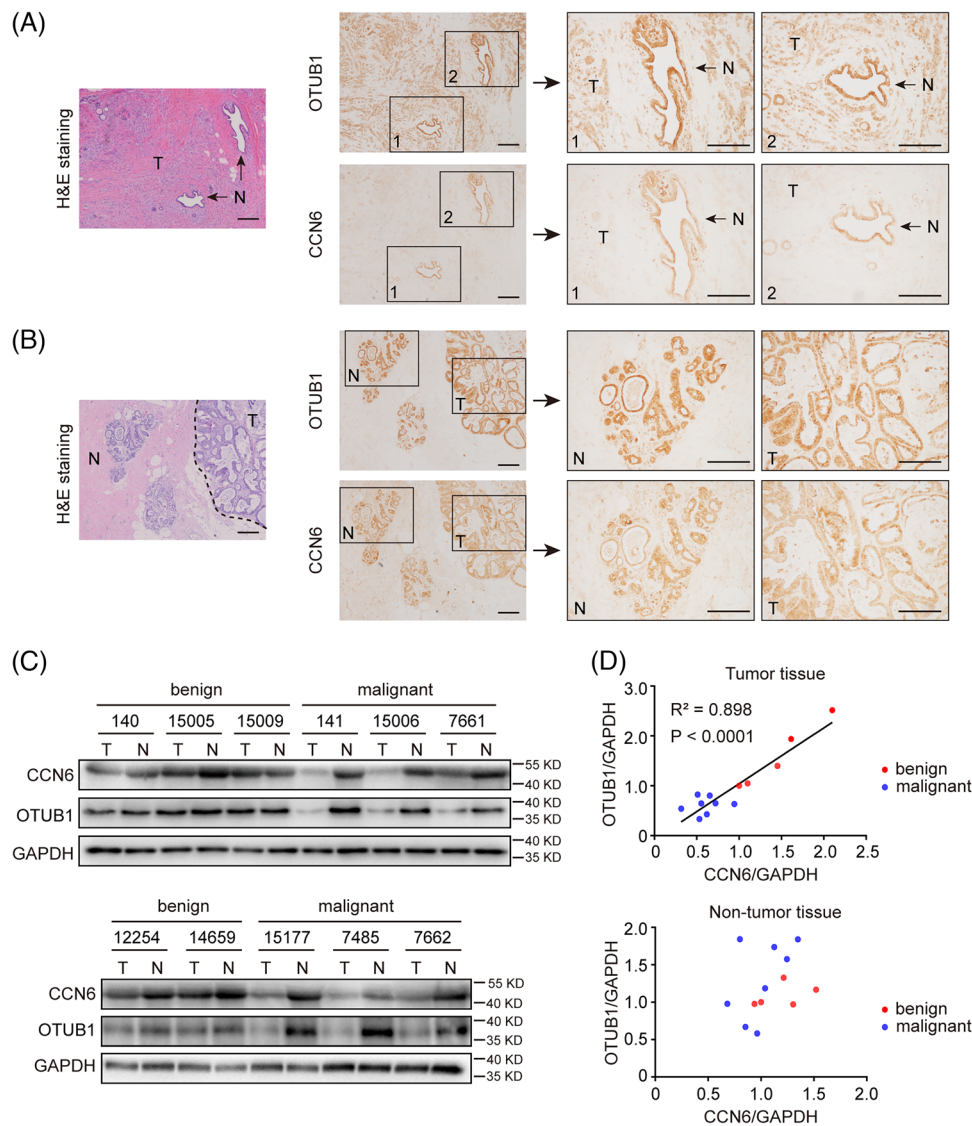 (A)
H&E staining
T
N
OTUB1
2
1
T
N
1
T
N
2
CCN6
2
1
T
N
1
T
N
2
(B)
H&E staining
N
T
OTUB1
N
T
N
T
CCN6
N
T
N
T
(C)
benign malignant
140 15005 15009 141 15006 7661
T N T N T N T N T N T N
CCN6
55 KD
40 KD
OTUB1
40 KD
35 KD
GAPDH
40 KD
35 KD
benign malignant
12254 14659 15177 7485 7662
T N T N T N T N T N
CCN6
55 KD
40 KD
OTUB1
40 KD
35 KD
GAPDH
40 KD
35 KD
(D)
Tumor tissue
R² = 0.898
P < 0.0001
OTUB1/GAPDH
3.0
2.0
1.0
0
0 0.5 1.0 1.5 2.0 2.5
CCN6/GAPDH
benign
malignant
Non-tumor tissue
OTUB1/GAPDH
2.0
1.5
1.0
0.5
0
0 0.5 1.0 1.5 2.0
CCN6/GAPDH
benign
malignant